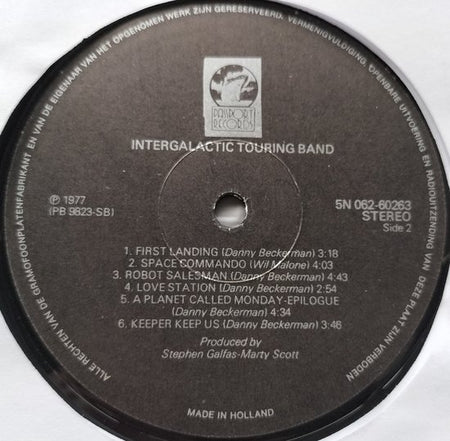 ALLE RECHTEN VAN DE GRAMOFOONPLATENFABRIKANT EN VAN DE EIGENAAR VAN HET OPGENOMEN WERK ZIJN GERESERVEERD. VERMENIGVULDIGING, OPENBARE UITVOERING EN RADIOUITZENDING VAN DEZE PLAAT ZIJN VERBODEN
PASSPORT
RECORDS
INTERGALACTIC TOURING BAND
℗ 1977
(PB 9823-SB)
5N 062-60263
STEREO
Side 2
1. FIRST LANDING (Danny Beckerman) 3:18
2. SPACE COMMANDO (Wil Malone) 4:03
3. ROBOT SALESMAN (Danny Beckerman) 4:43
4. LOVE STATION (Danny Beckerman) 2:54
5. A PLANET CALLED MONDAY-EPILOGUE
(Danny Beckerman) 4:34
6. KEEPER KEEP US (Danny Beckerman) 3:46
Produced by
Stephen Galfas-Marty Scott
MADE IN HOLLAND